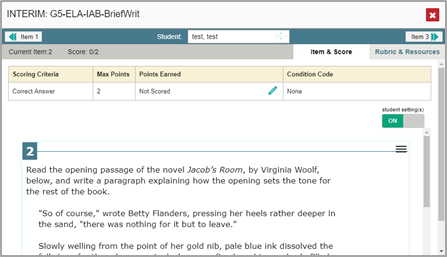 INTERIM: G5-ELA-IAB-BriefWrit
Item 1
Student: test, test
Item 3
Current Item:2 Score: 0/2
Item & Score
Rubric & Resources
Scoring Criteria Max Points Points Earned Condition Code
Correct Answer 2 Not Scored None
student setting(s)
ON
2
Read the opening passage of the novel Jacob's Room, by Virginia Woolf,
below, and write a paragraph explaining how the opening sets the tone for
the rest of the book.
"So of course," wrote Betty Flanders, pressing her heels rather deeper in
the sand, "there was nothing for it but to leave."
Slowly welling from the point of her gold nib, pale blue ink dissolved the